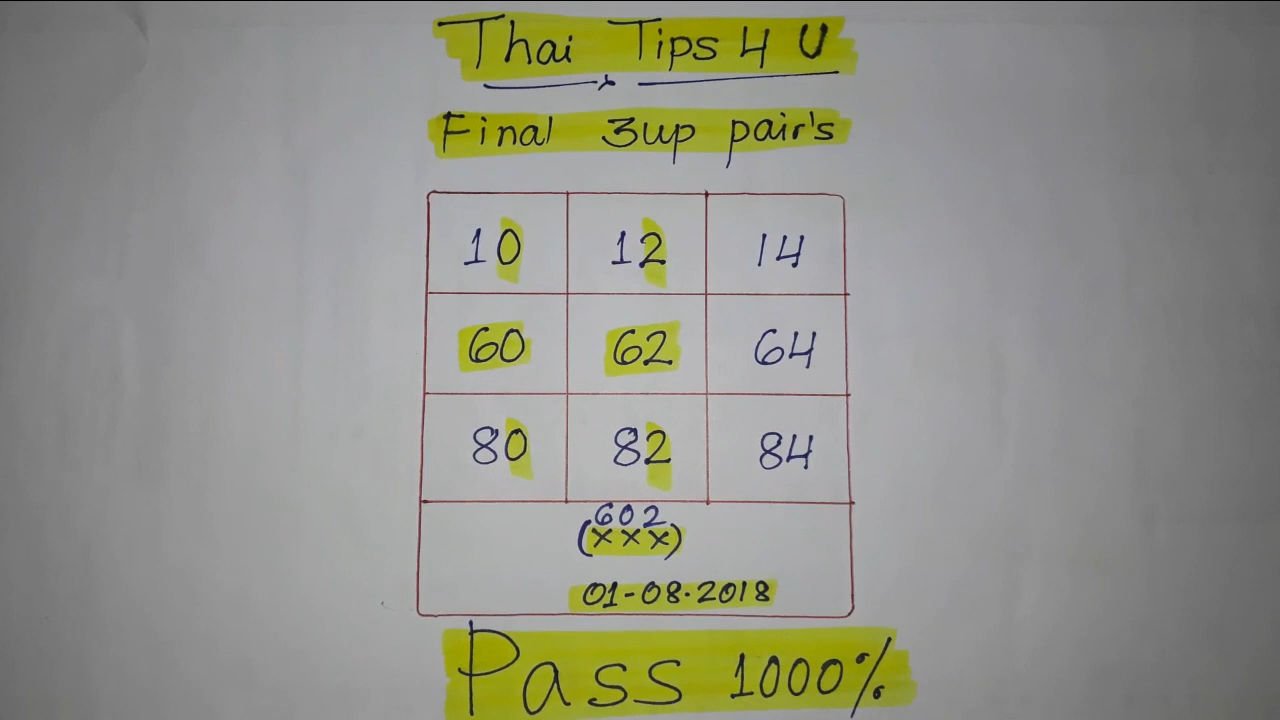 Thai Tips 4 U
Final 3up pair's
10 12 14
60 62 64
80 82 84
602
(xxx)
01-08-2018
Pass 1000%